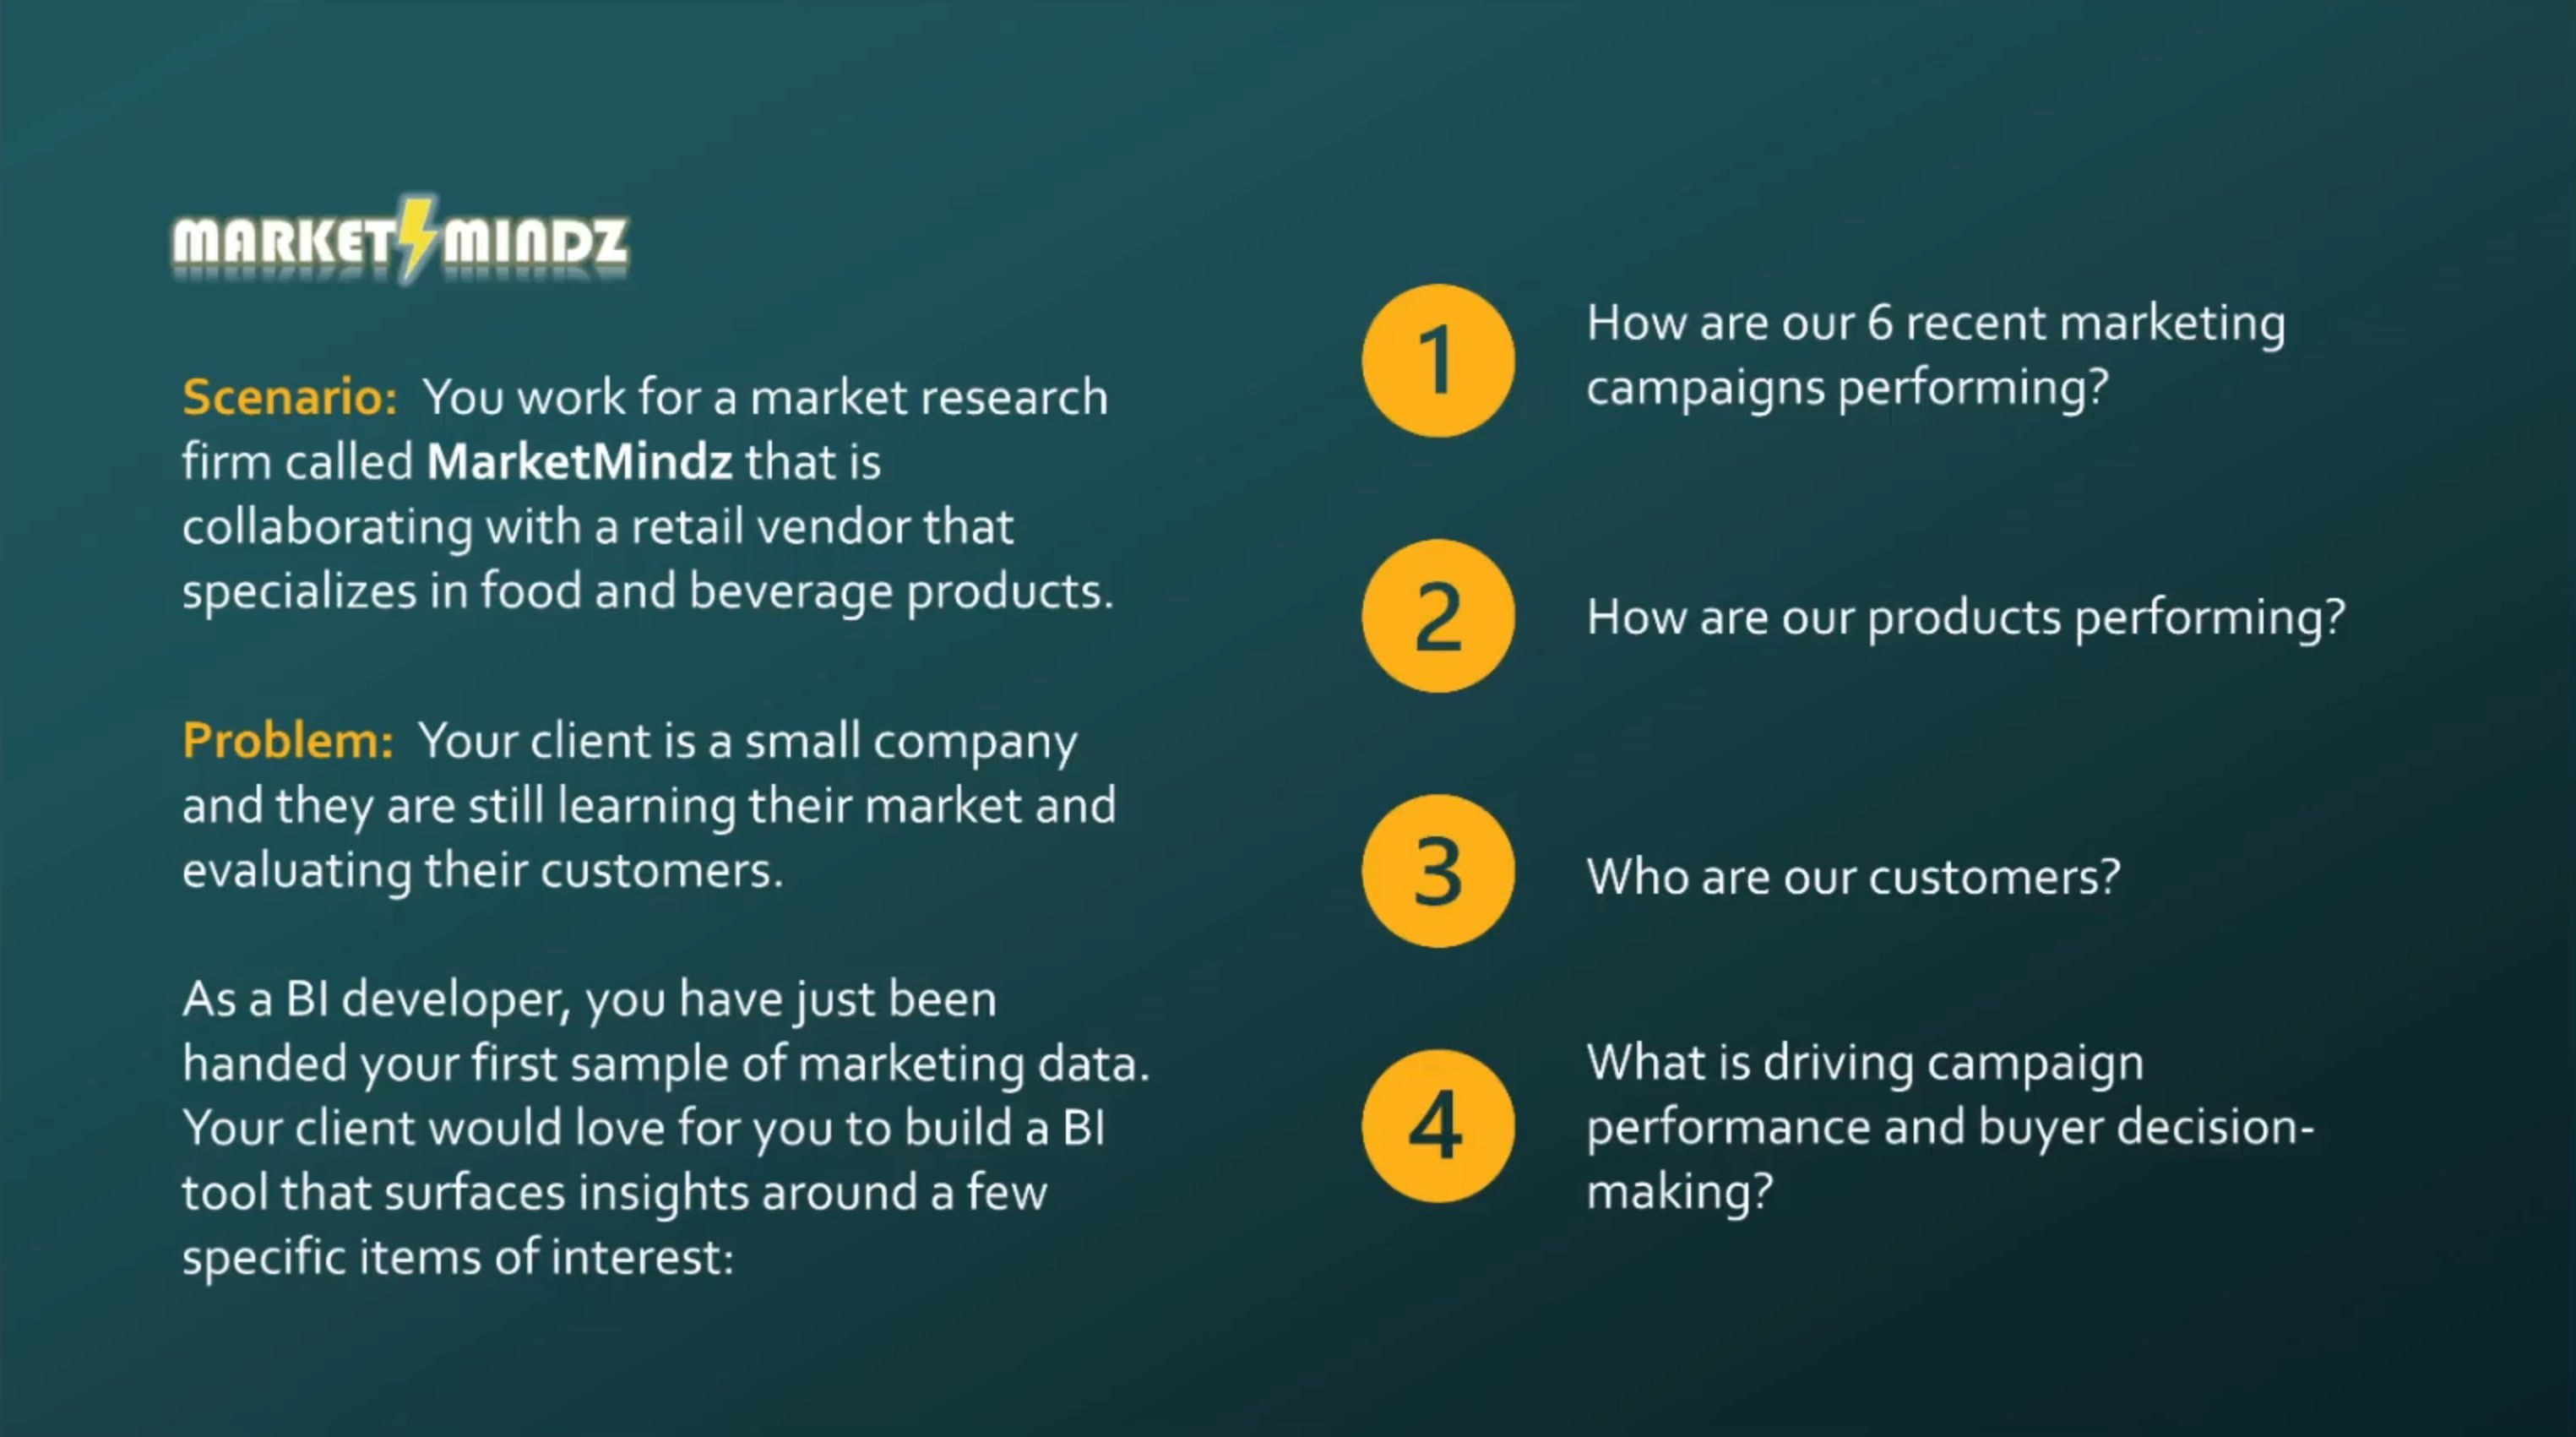 MARKET MINDZ
Scenario: You work for a market research
firm called MarketMindz that is
collaborating with a retail vendor that
specializes in food and beverage products.
Problem: Your client is a small company
and they are still learning their market and
evaluating their customers.
As a BI developer, you have just been
handed your first sample of marketing data.
Your client would love for you to build a BI
tool that surfaces insights around a few
specific items of interest:
1
How are our 6 recent marketing
campaigns performing?
2
How are our products performing?
3
Who are our customers?
4
What is driving campaign
performance and buyer decision-
making?